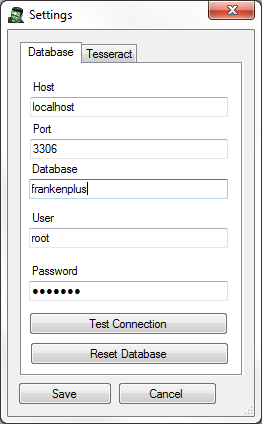 Settings
Database Tesseract
Host
localhost
Port
3306
Database
frankenplus
User
root
Password
●●●●●●●
Test Connection
Reset Database
Save Cancel